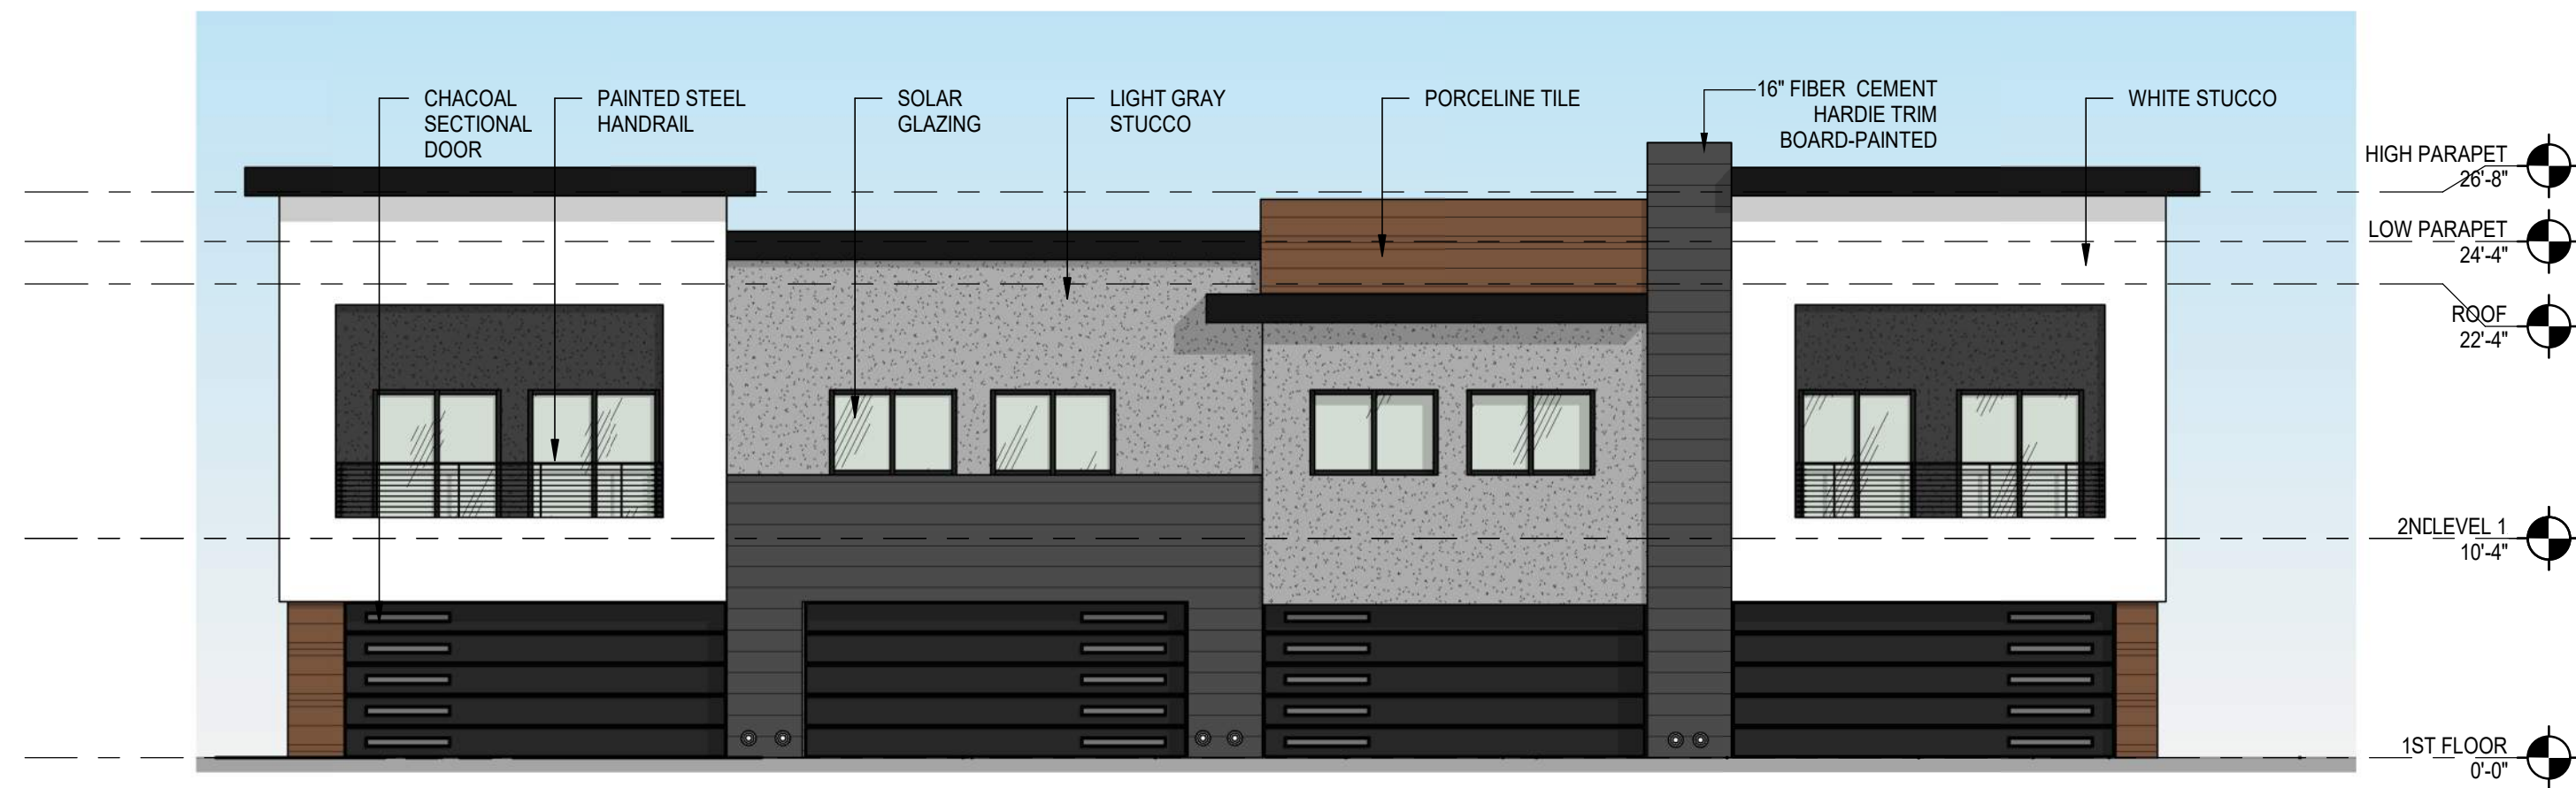 CHACOAL
SECTIONAL
DOOR
PAINTED STEEL
HANDRAIL
SOLAR
GLAZING
LIGHT GRAY
STUCCO
PORCELINE TILE
16" FIBER CEMENT
HARDIE TRIM
BOARD-PAINTED
WHITE STUCCO
HIGH PARAPET
26'-8"
LOW PARAPET
24'-4"
ROOF
22'-4"
2NDLEVEL 1
10'-4"
1ST FLOOR
0'-0"